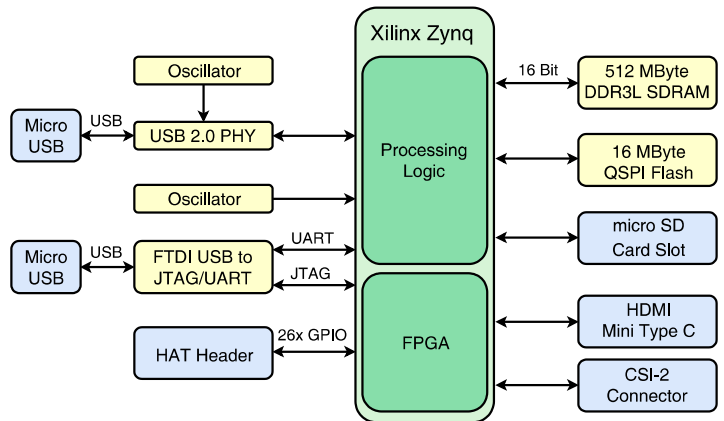 Xilinx Zynq
Oscillator
Micro
USB
USB
USB 2.0 PHY
Oscillator
Micro
USB
USB
FTDI USB to
JTAG/UART
UART
JTAG
HAT Header
26x GPIO
Processing
Logic
FPGA
16 Bit
512 MByte
DDR3L SDRAM
16 MByte
QSPI Flash
micro SD
Card Slot
HDMI
Mini Type C
CSI-2
Connector